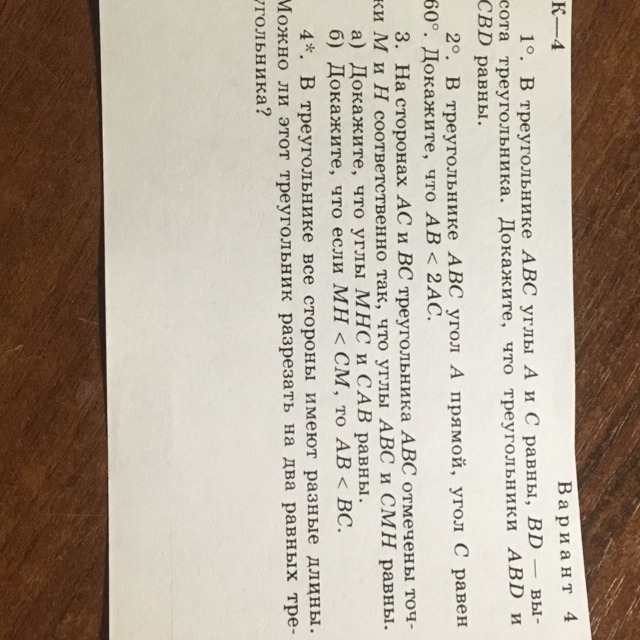 К—4 Вариант 4
1°. В треугольнике ABC углы A и C равны, BD — вы-
сота треугольника. Докажите, что треугольники ABD и
CBD равны.
2°. В треугольнике ABC угол A прямой, угол C равен
60°. Докажите, что AB < 2AC.
3. На сторонах AC и BC треугольника ABC отмечены точ-
ки M и H соответственно так, что углы ABC и CMH равны.
а) Докажите, что углы MHC и CAB равны.
б) Докажите, что если MH < CM, то AB < BC.
4*. В треугольнике все стороны имеют разные длины.
Можно ли этот треугольник разрезать на два равных тре-
угольника?